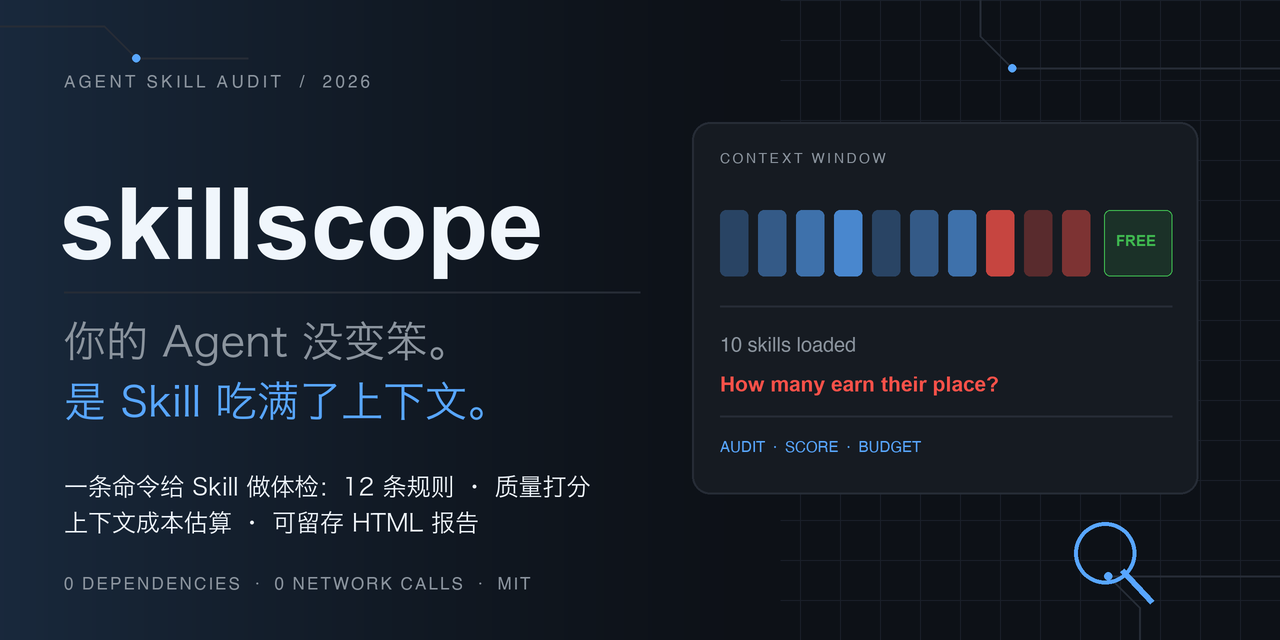 AGENT SKILL AUDIT / 2026
skillscope
你的 Agent 没变笨。
是 Skill 吃满了上下文。
一条命令给 Skill 做体检：12 条规则 · 质量打分
上下文成本估算 · 可留存 HTML 报告
0 DEPENDENCIES · 0 NETWORK CALLS · MIT
CONTEXT WINDOW
FREE
10 skills loaded
How many earn their place?
AUDIT · SCORE · BUDGET